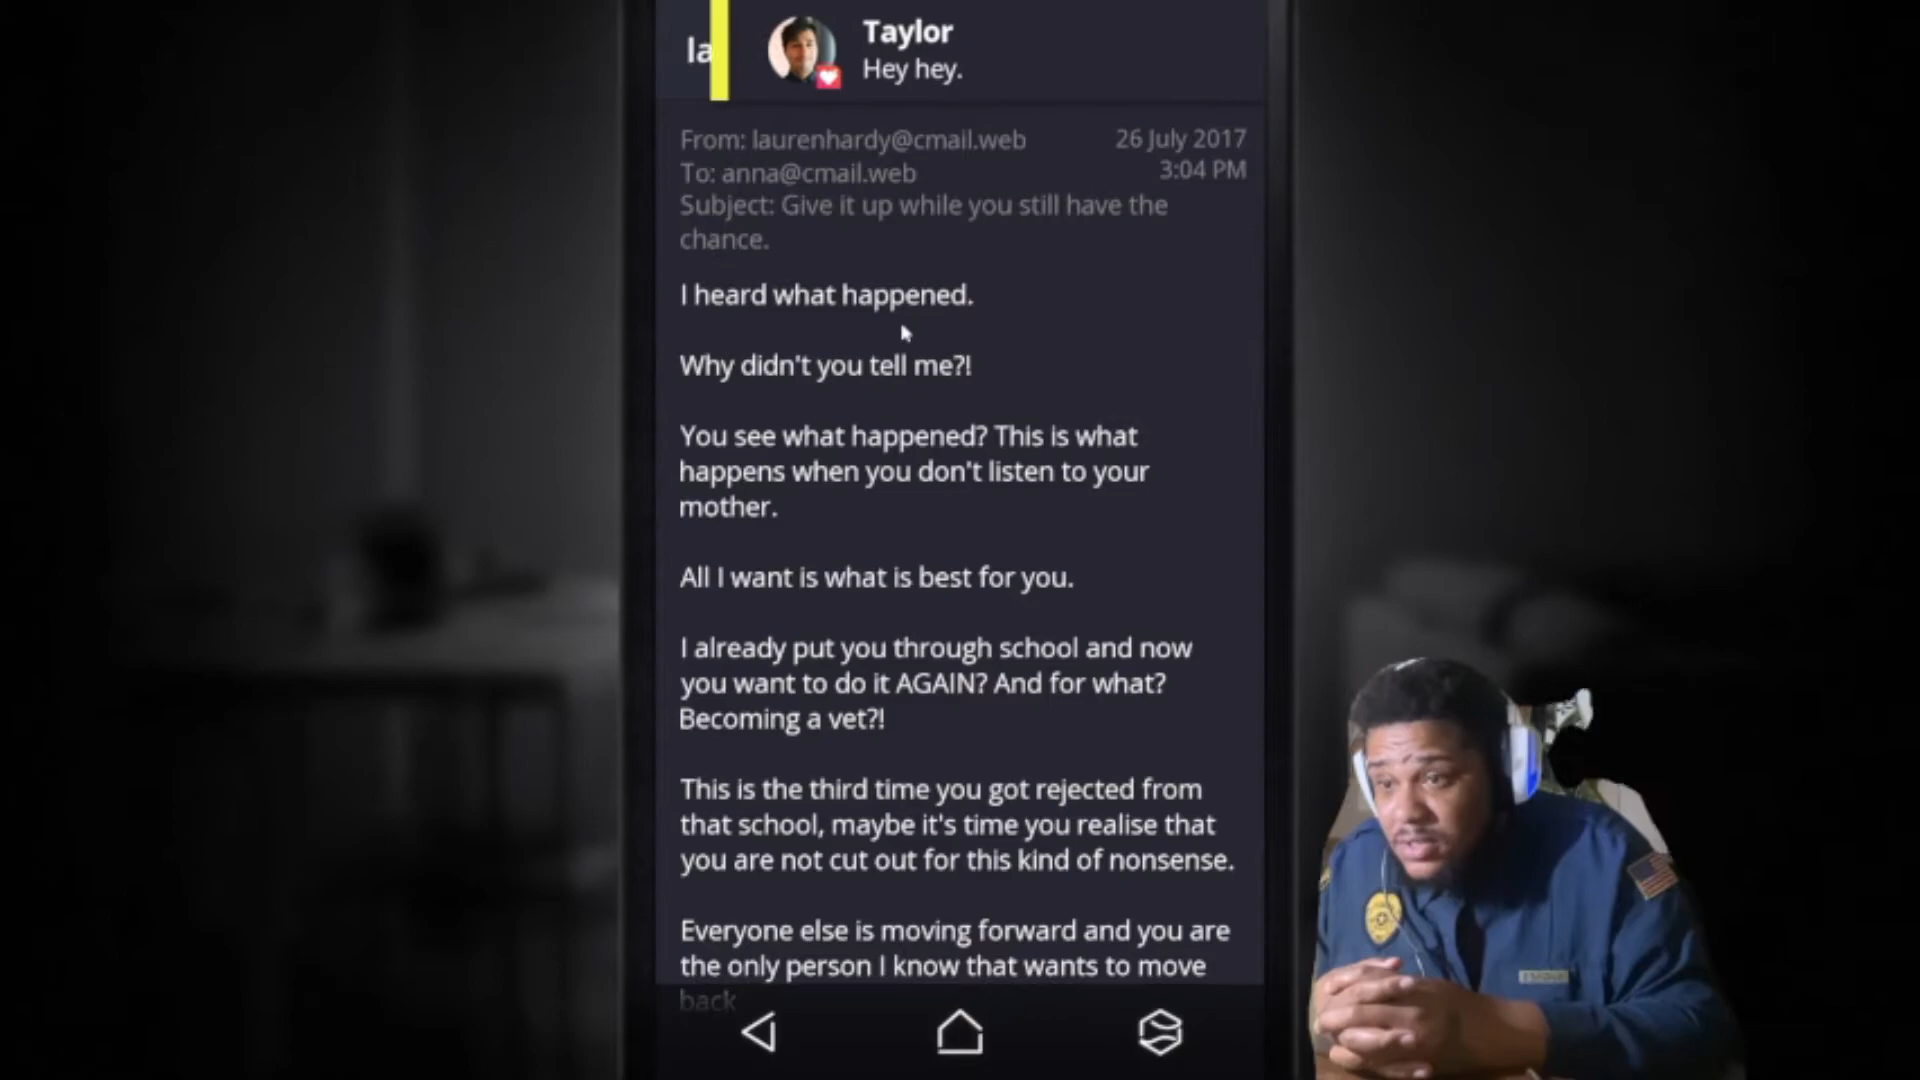 la
Taylor
Hey hey.
From: laurenhardy@cmail.web
26 July 2017
To: anna@cmail.web
3:04 PM
Subject: Give it up while you still have the
chance.
I heard what happened.
Why didn't you tell me?!
You see what happened? This is what
happens when you don't listen to your
mother.
All I want is what is best for you.
I already put you through school and now
you want to do it AGAIN? And for what?
Becoming a vet?!
This is the third time you got rejected from
that school, maybe it's time you realise that
you are not cut out for this kind of nonsense.
Everyone else is moving forward and you are
the only person I know that wants to move
back